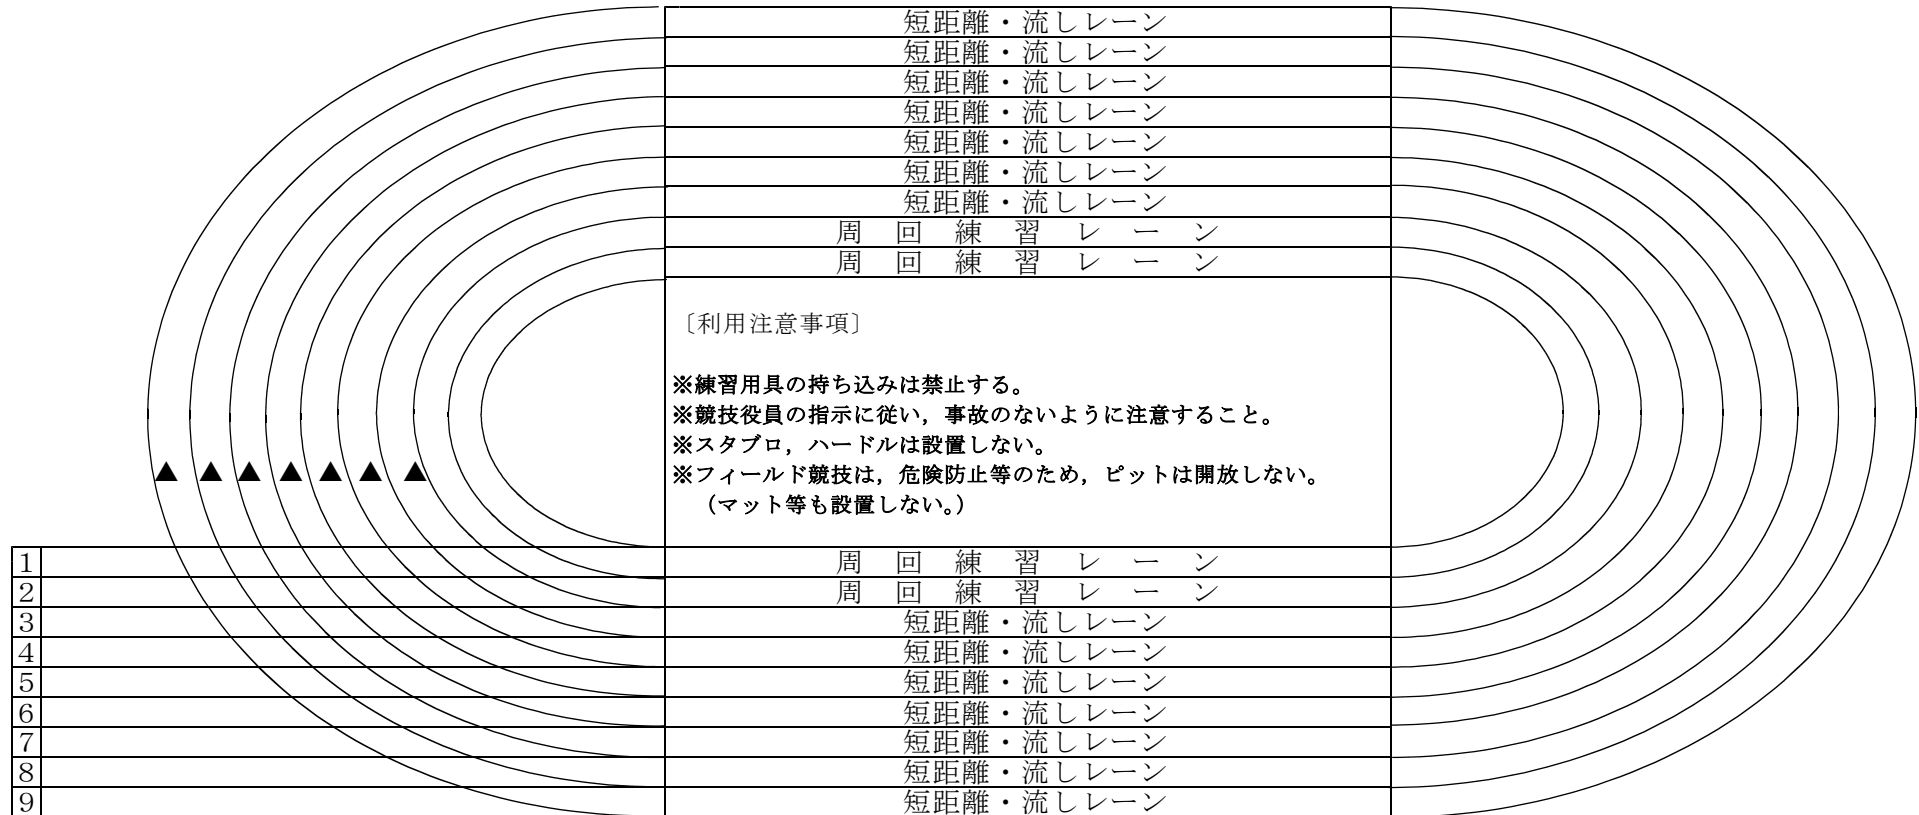 短距離・流しレーン
短距離・流しレーン
短距離・流しレーン
短距離・流しレーン
短距離・流しレーン
短距離・流しレーン
短距離・流しレーン
周回練習レーン
周回練習レーン
〔利用注意事項〕
※練習用具の持ち込みは禁止する。
※競技役員の指示に従い,事故のないように注意すること。
※スタブロ,ハードルは設置しない。
※フィールド競技は,危険防止等のため,ピットは開放しない。
(マット等も設置しない。)
1 周回練習レーン
2 周回練習レーン
3 短距離・流しレーン
4 短距離・流しレーン
5 短距離・流しレーン
6 短距離・流しレーン
7 短距離・流しレーン
8 短距離・流しレーン
9 短距離・流しレーン